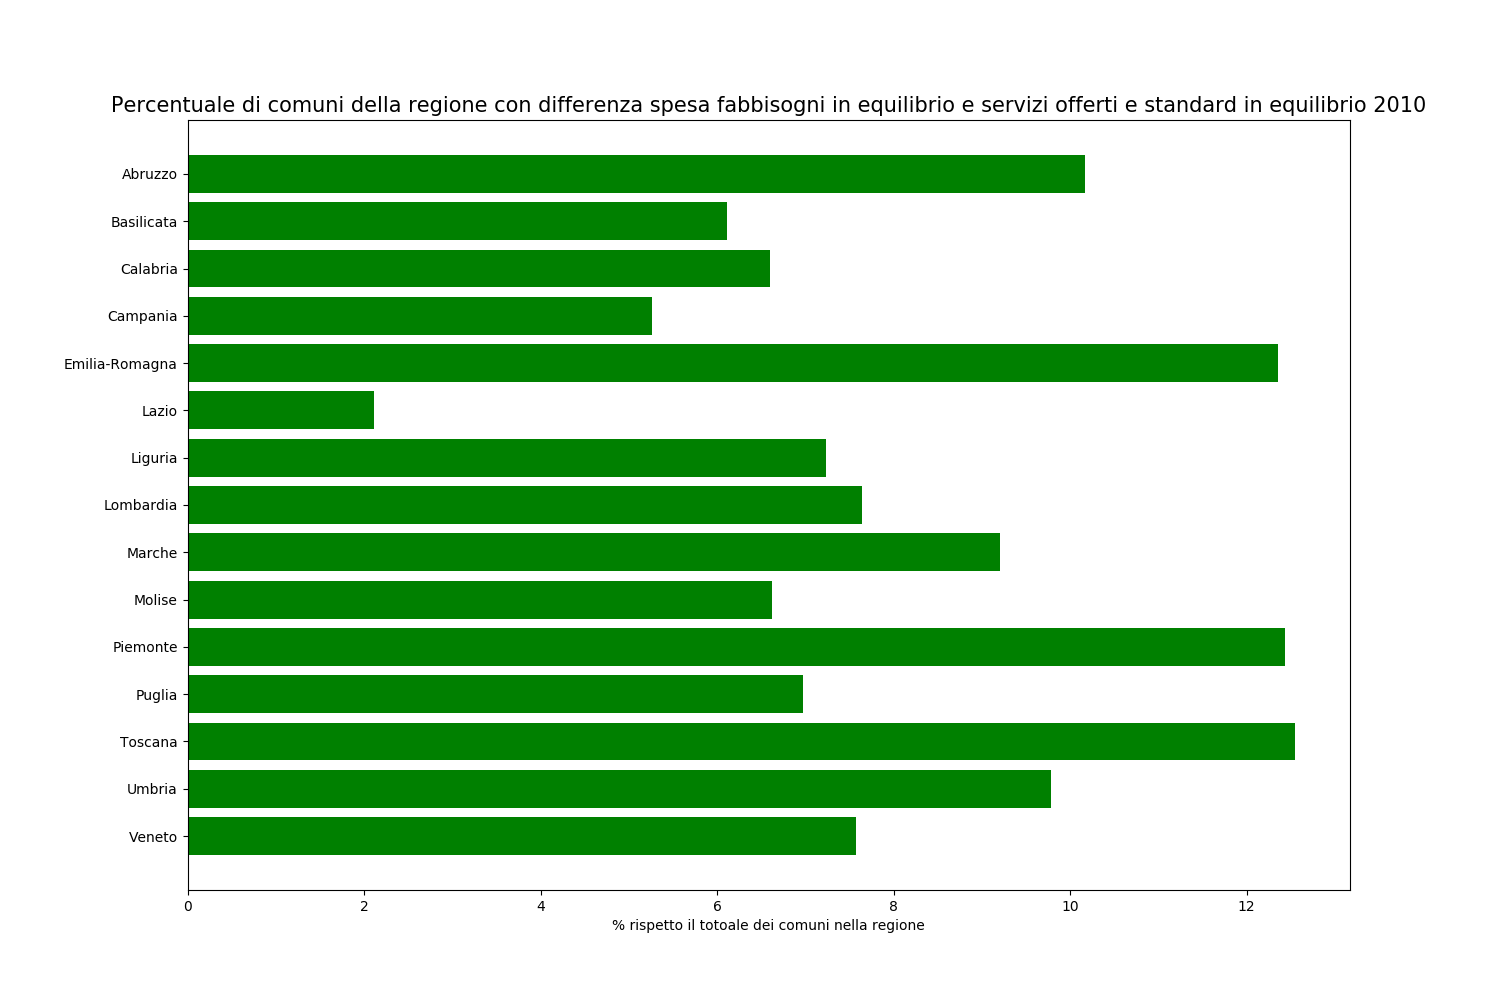 Percentuale di comuni della regione con differenza spesa fabbisogni in equilibrio e servizi offerti e standard in equilibrio 2010
Abruzzo
Basilicata
Calabria
Campania
Emilia-Romagna
Lazio
Liguria
Lombardia
Marche
Molise
Piemonte
Puglia
Toscana
Umbria
Veneto
0 2 4 6 8 10 12
% rispetto il totoale dei comuni nella regione